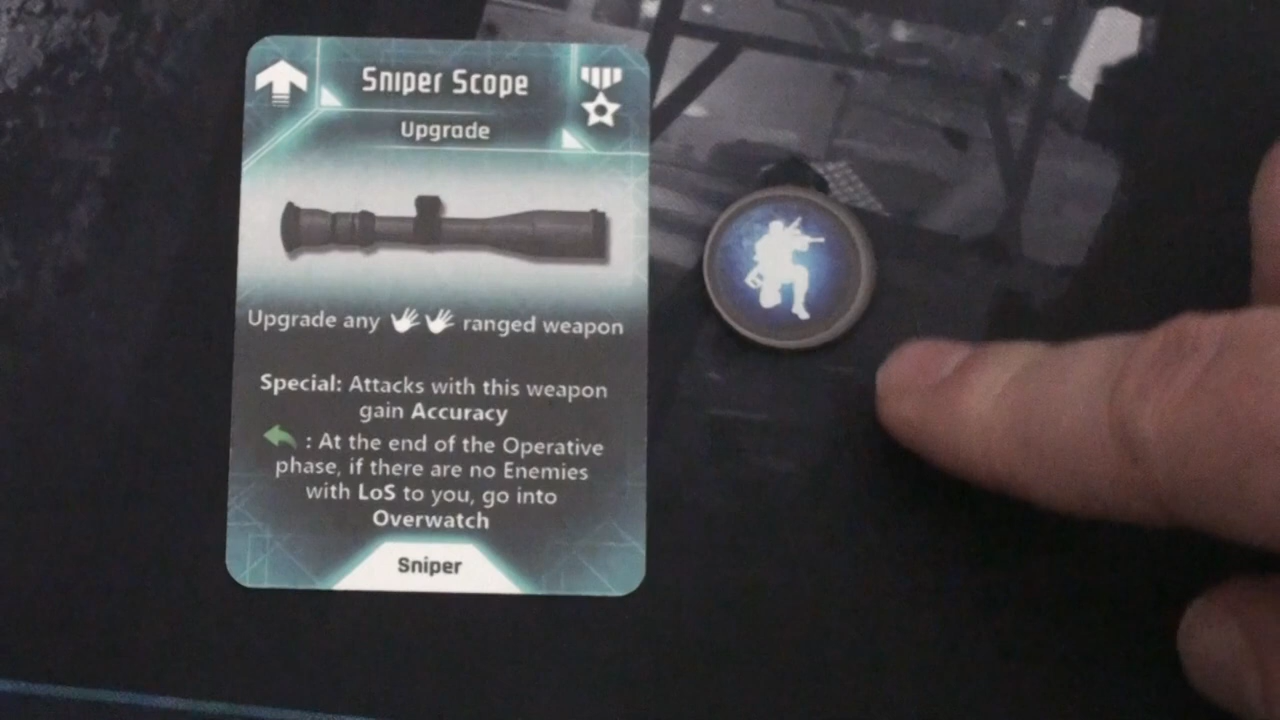 Sniper Scope
Upgrade
Upgrade any ranged weapon
Special: Attacks with this weapon
gain Accuracy
: At the end of the Operative
phase, if there are no Enemies
with LoS to you, go into
Overwatch
Sniper